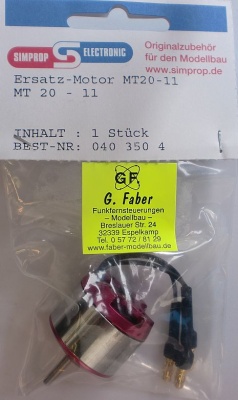 SIMPROP ELECTRONIC
Originalzubehör
für den Modellbau
www.simprop.de
Ersatz-Motor MT20-11
MT 20 - 11
INHALT : 1 Stück
BEST-NR: 040 350 4
GF
G. Faber
Funkfernsteuerungen
– Modellbau –
Breslauer Str. 24
32339 Espelkamp
Tel. 0 57 72 / 81 29
www.faber-modellbau.de